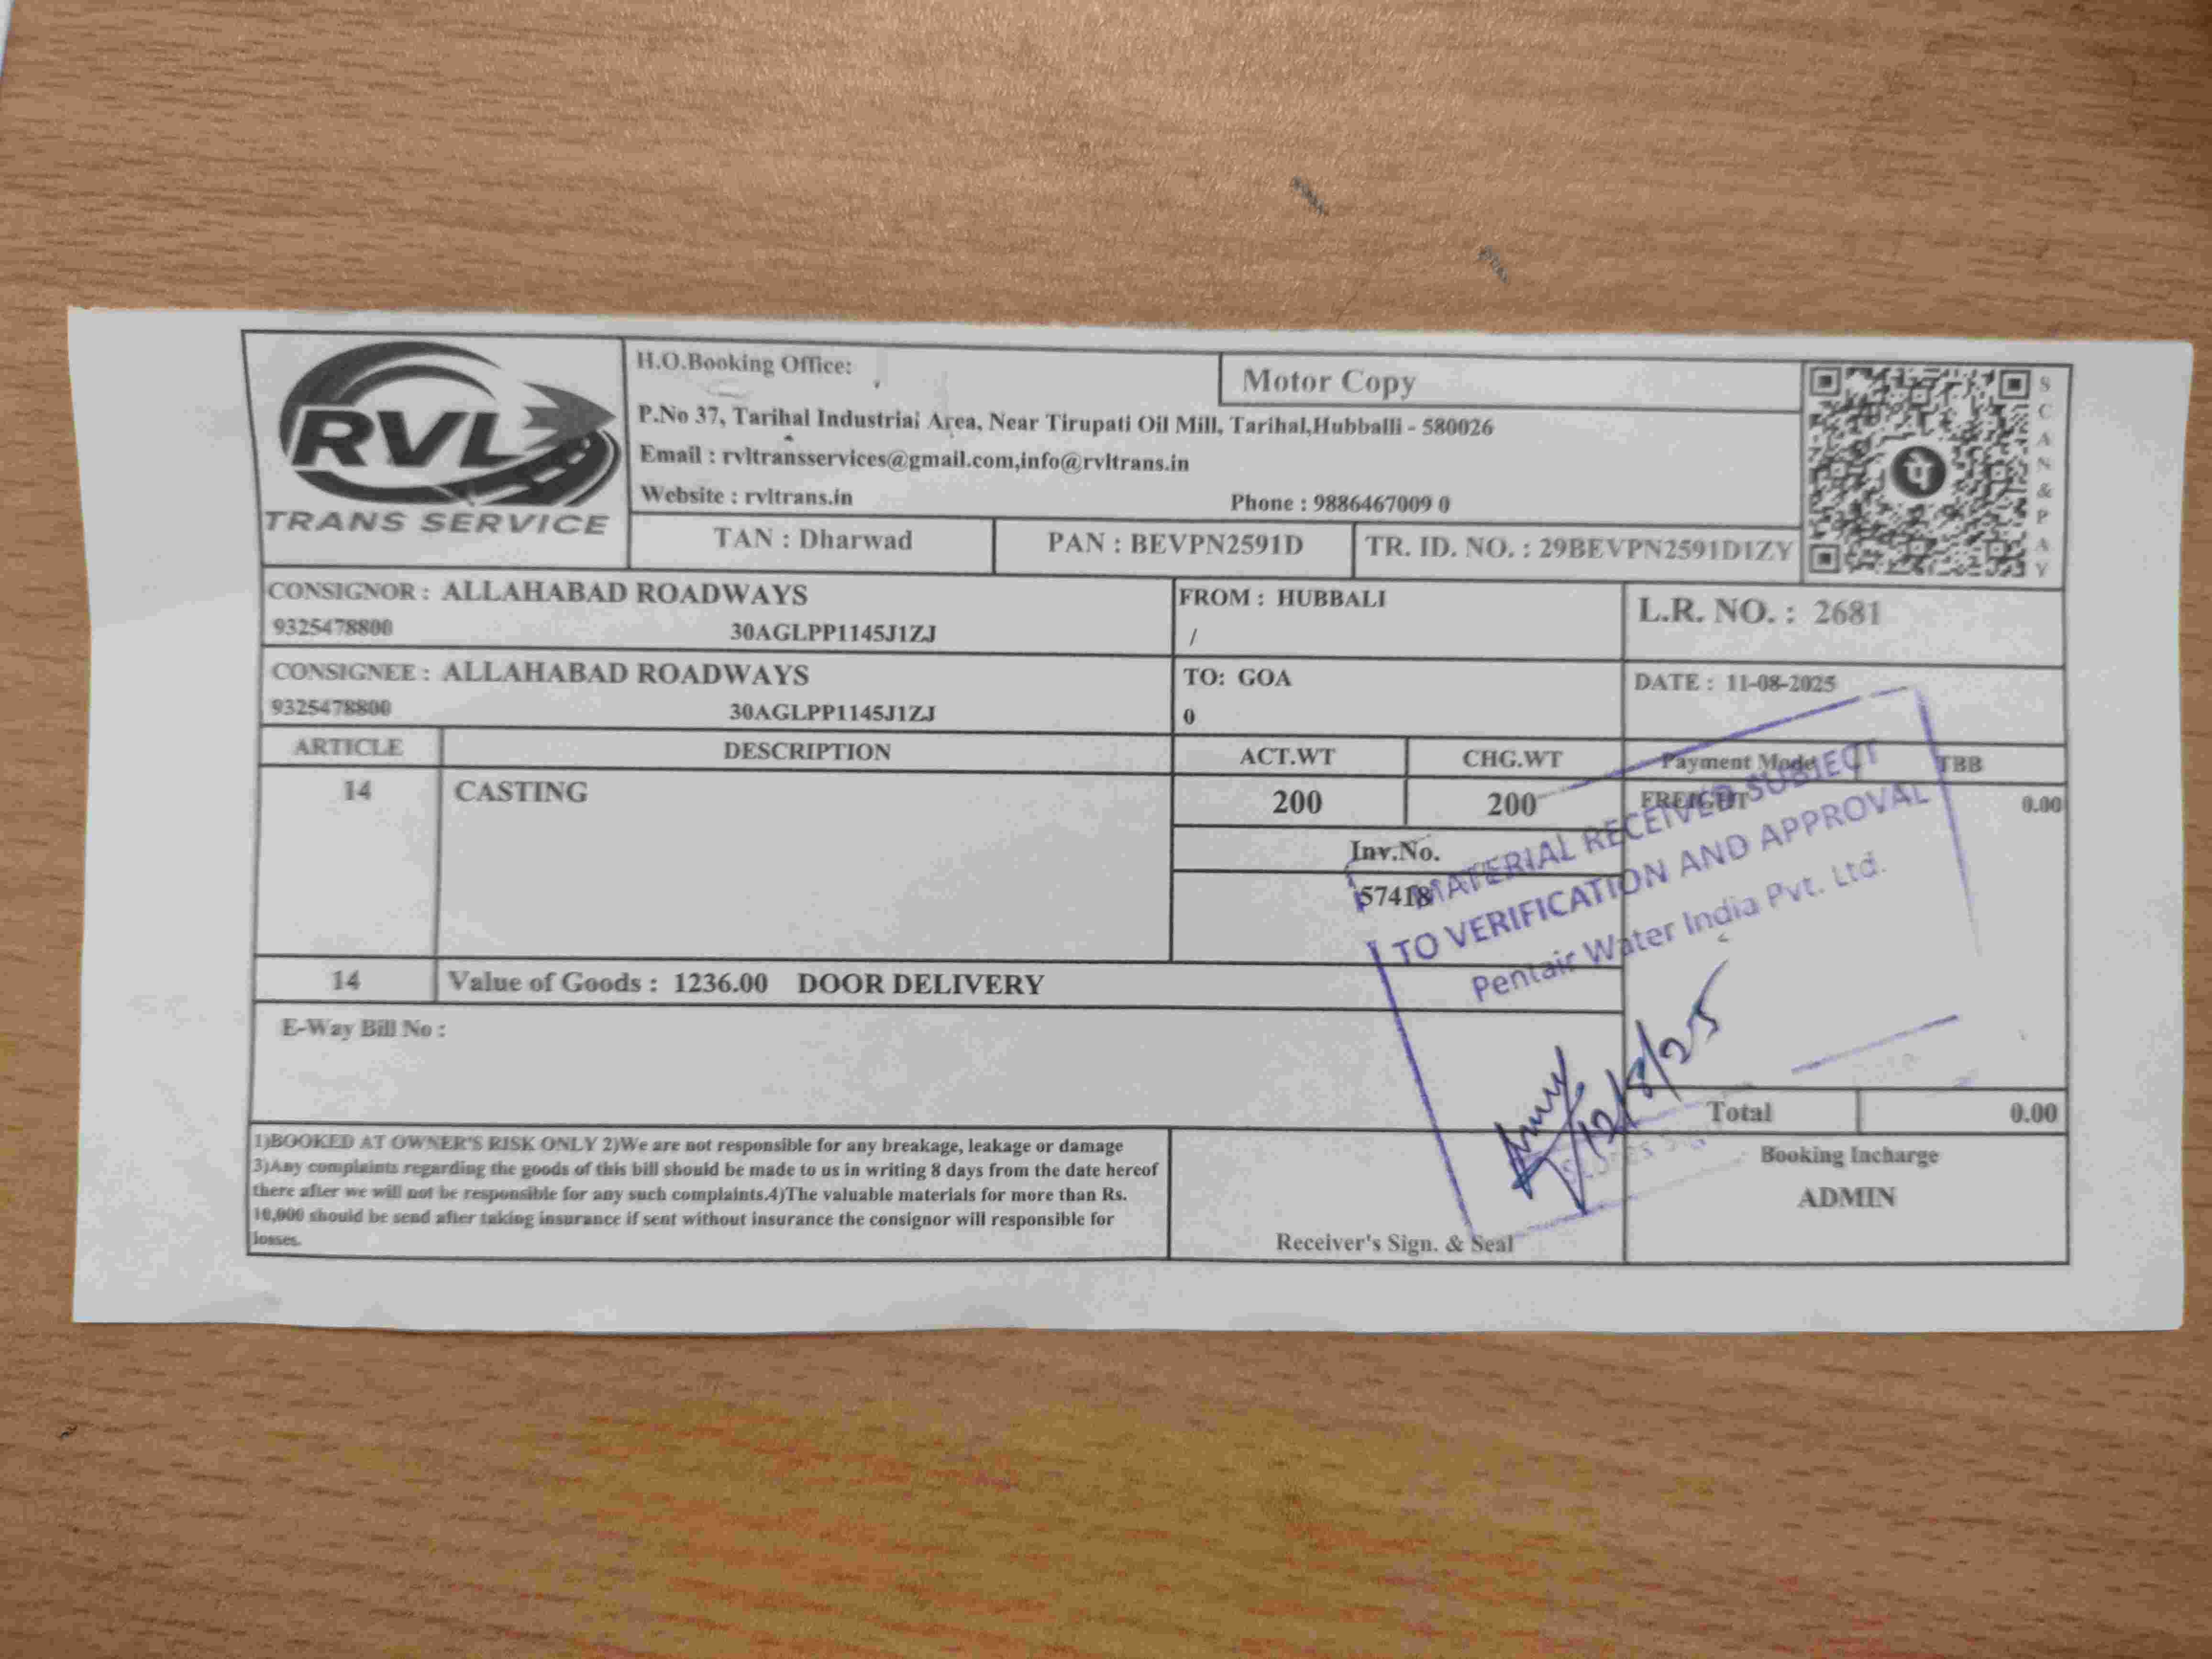 RVL
TRANS SERVICE
H.O.Booking Office:
Motor Copy
P.No 37, Tarihal Industrial Area, Near Tirupati Oil Mill, Tarihal,Hubballi - 580026
Email : rvltransservices@gmail.com,info@rvltrans.in
Website : rvltrans.in Phone : 9886467009 0
TAN : Dharwad PAN : BEVPN2591D TR. ID. NO. : 29BEVPN2591D1ZY
SCAN&PAY
CONSIGNOR : ALLAHABAD ROADWAYS
9325478800 30AGLPP1145J1ZJ
FROM : HUBBALI
/
L.R. NO. : 2681
CONSIGNEE : ALLAHABAD ROADWAYS
9325478800 30AGLPP1145J1ZJ
TO: GOA
0
DATE : 11-08-2025
ARTICLE DESCRIPTION ACT.WT CHG.WT Payment Mode TBB
14 CASTING 200 200 FREIGHT 0.00
Inv.No.
57418
MATERIAL RECEIVED SUBJECT
TO VERIFICATION AND APPROVAL
Pentair Water India Pvt. Ltd.
14 Value of Goods : 1236.00 DOOR DELIVERY
E-Way Bill No :
12/8/25
Total 0.00
1)BOOKED AT OWNER'S RISK ONLY 2)We are not responsible for any breakage, leakage or damage
3)Any complaints regarding the goods of this bill should be made to us in writing 8 days from the date hereof
there after we will not be responsible for any such complaints.4)The valuable materials for more than Rs.
10,000 should be send after taking insurance if sent without insurance the consignor will responsible for
losses.
Receiver's Sign. & Seal
Booking Incharge
ADMIN